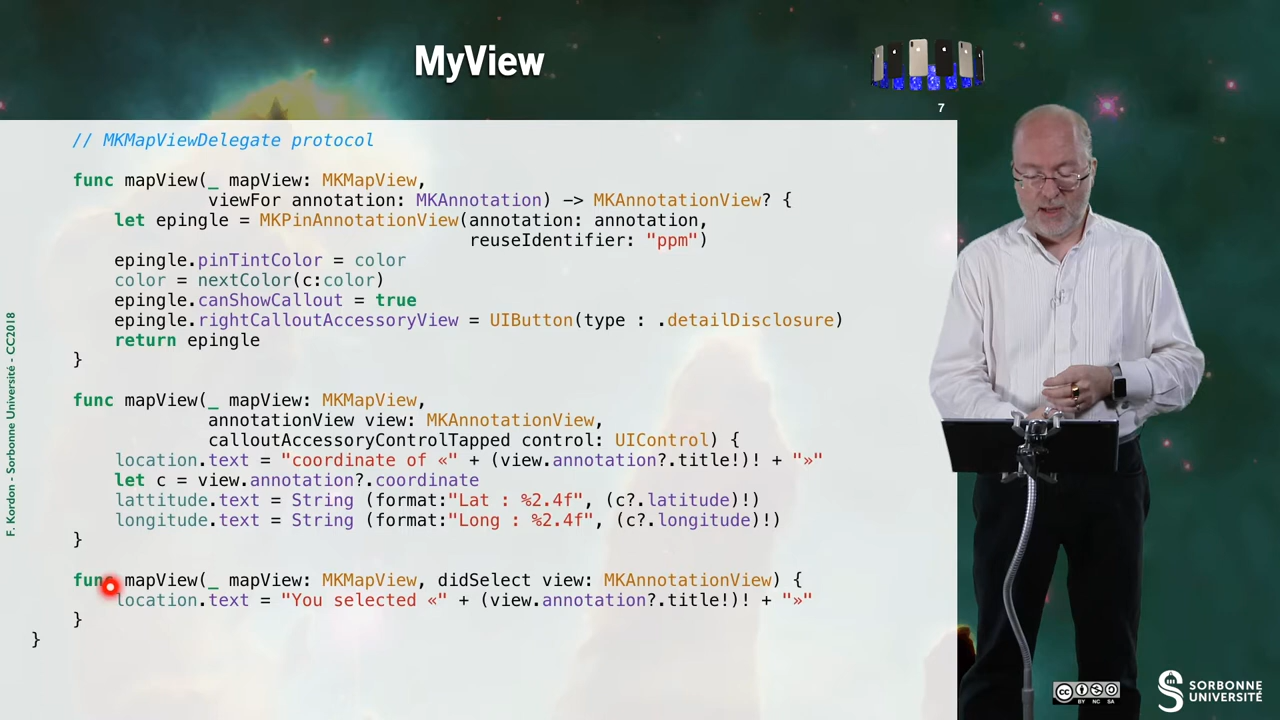 MyView
7
// MKMapViewDelegate protocol
func mapView(_ mapView: MKMapView,
viewFor annotation: MKAnnotation) -> MKAnnotationView? {
let epingle = MKPinAnnotationView(annotation: annotation,
reuseIdentifier: "ppm")
epingle.pinTintColor = color
color = nextColor(c:color)
epingle.canShowCallout = true
epingle.rightCalloutAccessoryView = UIButton(type : .detailDisclosure)
return epingle
}
func mapView(_ mapView: MKMapView,
annotationView view: MKAnnotationView,
calloutAccessoryControlTapped control: UIControl) {
location.text = "coordinate of «" + (view.annotation?.title!)! + "»"
let c = view.annotation?.coordinate
lattitude.text = String (format:"Lat : %2.4f", (c?.latitude)!)
longitude.text = String (format:"Long : %2.4f", (c?.longitude)!)
}
func mapView(_ mapView: MKMapView, didSelect view: MKAnnotationView) {
location.text = "You selected «" + (view.annotation?.title!)! + "»"
}
}
F. Kordon - Sorbonne Université - CC2018
cc
BY NC SA
SORBONNE
UNIVERSITÉ